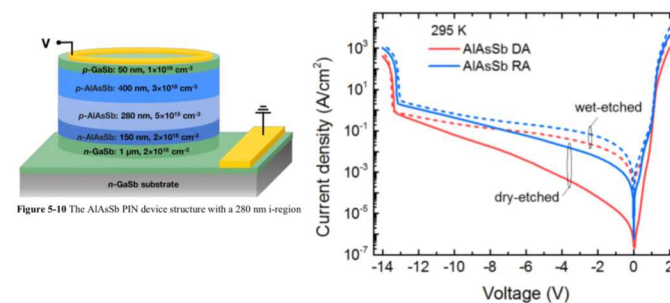 V
p-GaSb: 50 nm, 1×10¹⁹ cm⁻³
p-AlAsSb: 400 nm, 3×10¹⁸ cm⁻³
p-AlAsSb: 280 nm, 5×10¹⁶ cm⁻³
n-AlAsSb: 150 nm, 2×10¹⁸ cm⁻³
n-GaSb: 1 µm, 2×10¹⁸ cm⁻³
n-GaSb substrate
Figure 5-10 The AlAsSb PIN device structure with a 280 nm i-region
295 K
AlAsSb DA
AlAsSb RA
wet-etched
dry-etched
Current density (A/cm²)
10³
10¹
10⁻¹
10⁻³
10⁻⁵
10⁻⁷
-14 -12 -10 -8 -6 -4 -2 0 2
Voltage (V)